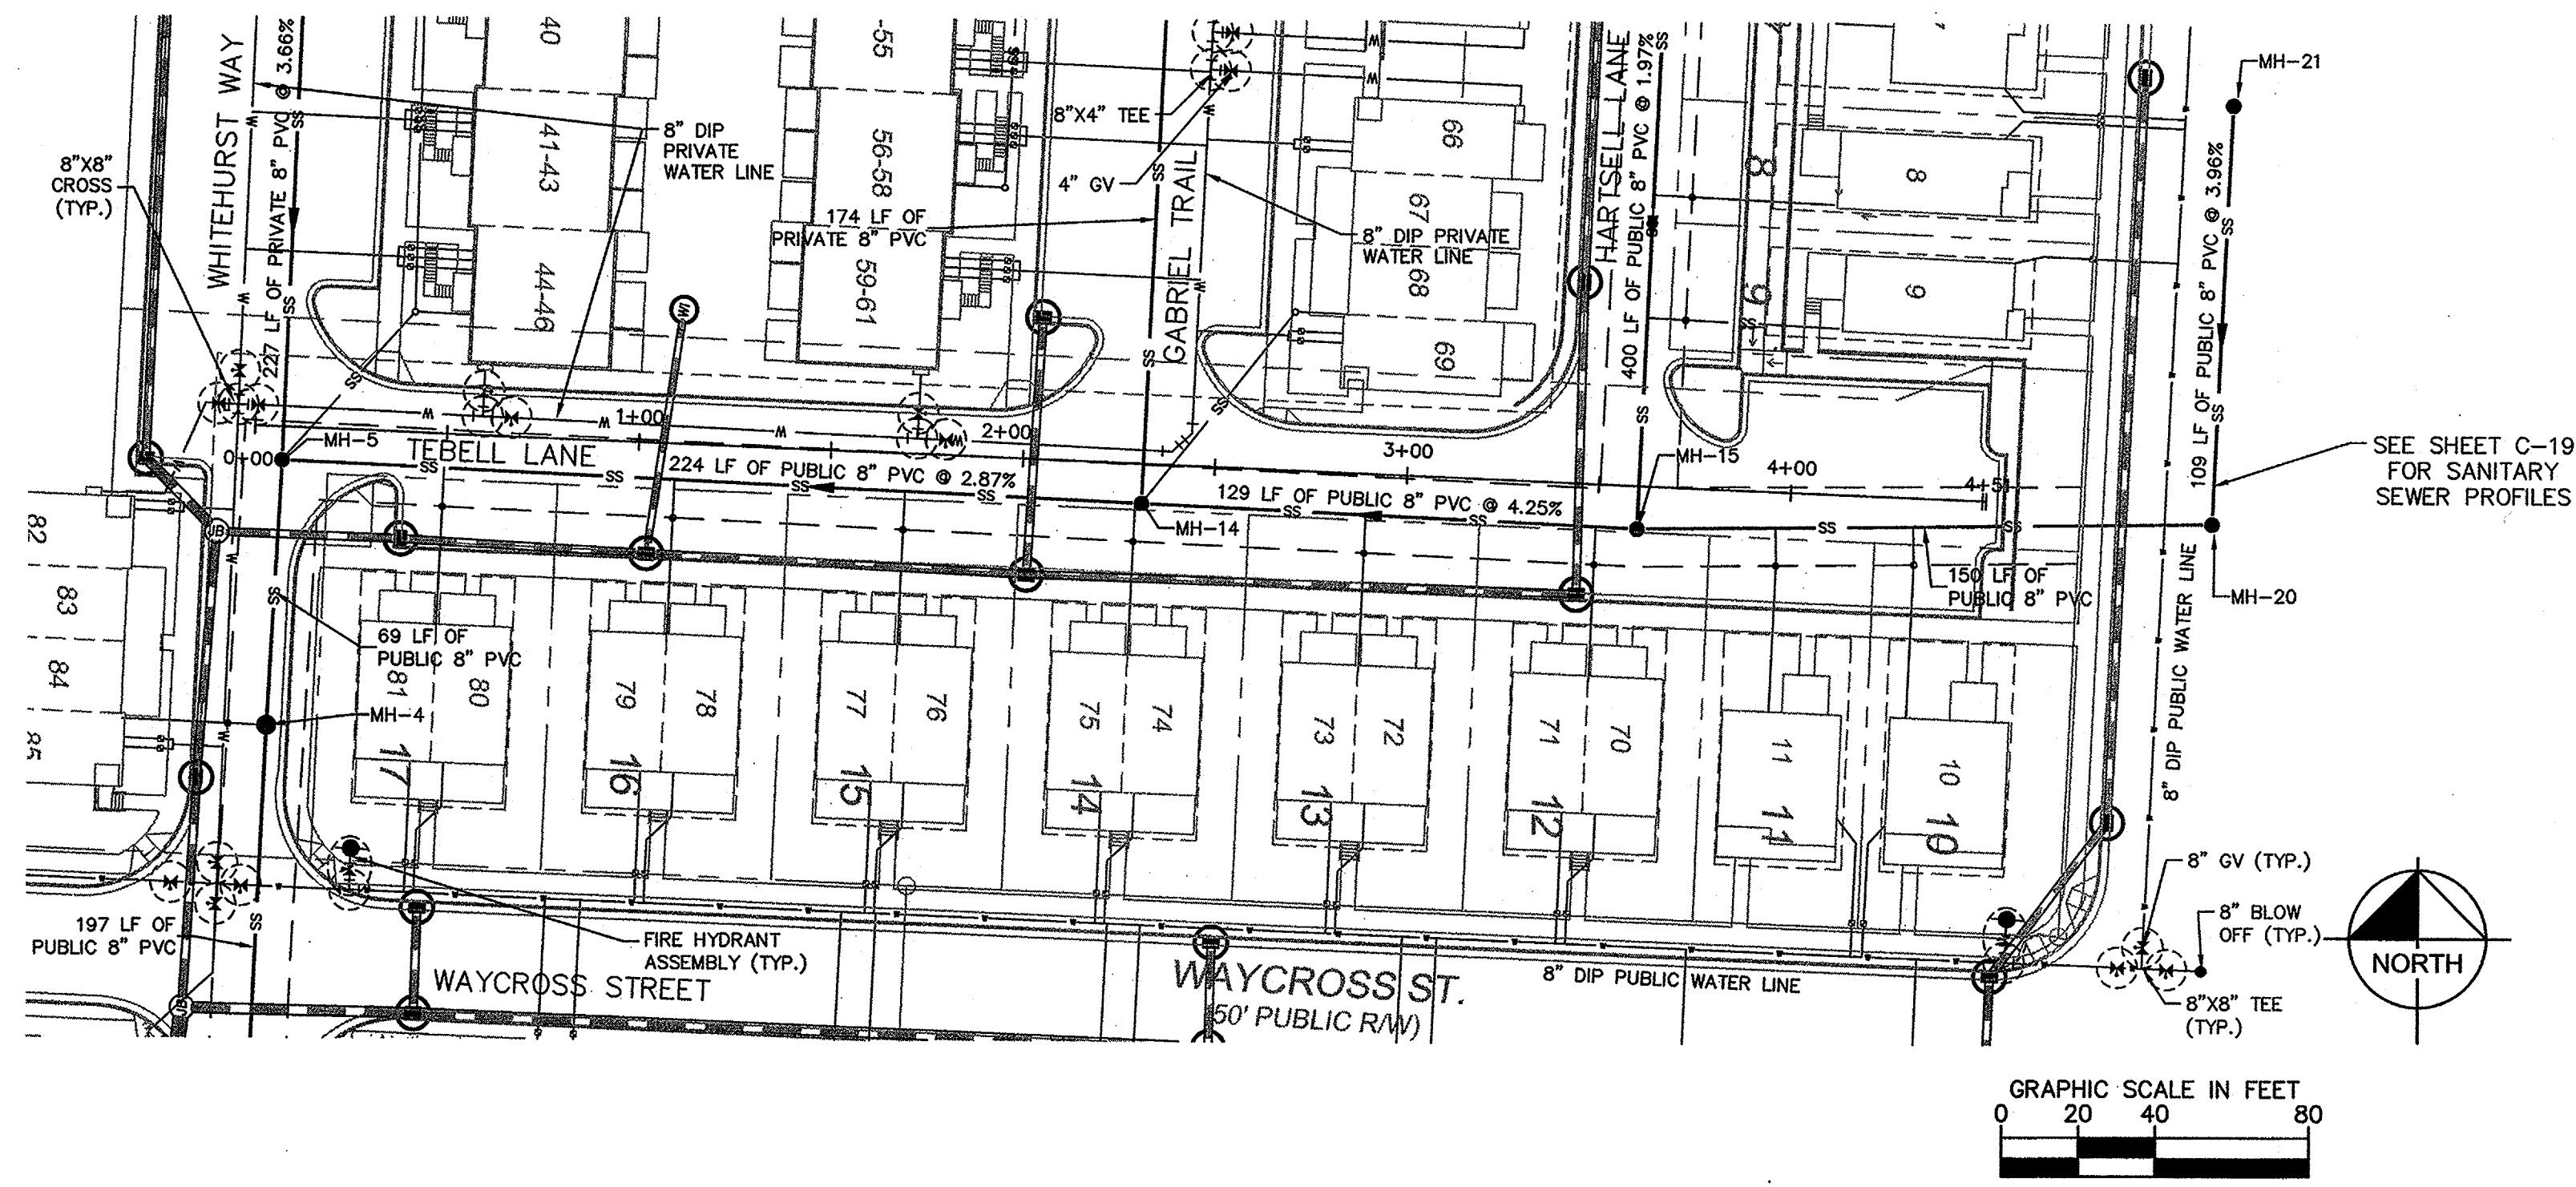 WHITEHURST WAY
227 LF OF PRIVATE 8" PVC @ 3.66%
8"X8"
CROSS
(TYP.)
40
41-43
44-46
8" DIP
PRIVATE
WATER LINE
-55
56-58
59-61
174 LF OF
PRIVATE 8" PVC
8"X4" TEE
4" GV
GABRIEL TRAIL
8" DIP PRIVATE
WATER LINE
66
67
68
69
HARTSELL LANE
400 LF OF PUBLIC 8" PVC @ 1.97%
8
9
8
9
MH-21
109 LF OF PUBLIC 8" PVC @ 3.96%
SEE SHEET C-19
FOR SANITARY
SEWER PROFILES
0+00
MH-5
TEBELL LANE
1+00
2+00
3+00
4+00
4+51
224 LF OF PUBLIC 8" PVC @ 2.87%
MH-14
129 LF OF PUBLIC 8" PVC @ 4.25%
MH-15
150 LF OF
PUBLIC 8" PVC
MH-20
8" DIP PUBLIC WATER LINE
JB
WI
SS
W
82
83
84
85
69 LF OF
PUBLIC 8" PVC
MH-4
81
80
17
79
78
16
77
76
15
75
74
14
73
72
13
71
70
12
11
11
10
10
197 LF OF
PUBLIC 8" PVC
FIRE HYDRANT
ASSEMBLY (TYP.)
WAYCROSS STREET
WAYCROSS ST.
50' PUBLIC R/W)
8" DIP PUBLIC WATER LINE
8" GV (TYP.)
8" BLOW
OFF (TYP.)
8"X8" TEE
(TYP.)
JB
NORTH
GRAPHIC SCALE IN FEET
0 20 40 80